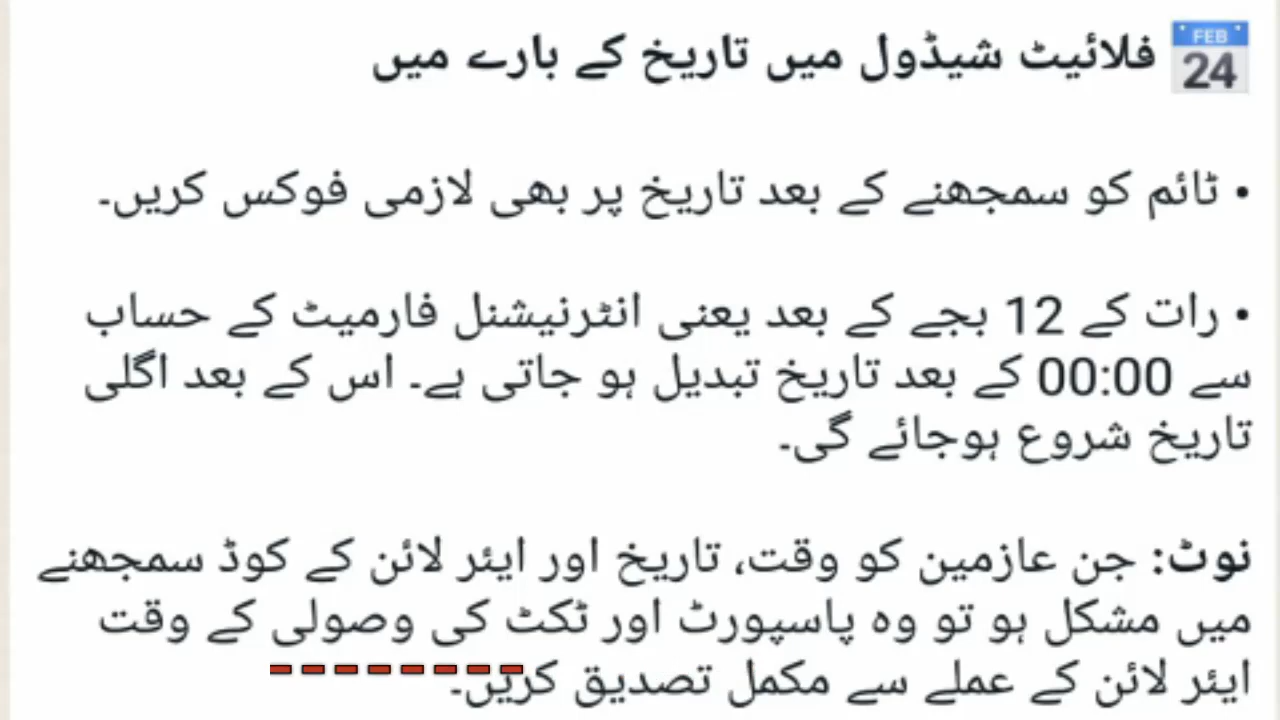 FEB
24
فلائیٹ شیڈول میں تاریخ کے بارے میں
• ٹائم کو سمجھنے کے بعد تاریخ پر بھی لازمی فوکس کریں۔
• رات کے 12 بجے کے بعد یعنی انٹرنیشنل فارمیٹ کے حساب
سے 00:00 کے بعد تاریخ تبدیل ہو جاتی ہے۔ اس کے بعد اگلی
تاریخ شروع ہوجائے گی۔
نوٹ: جن عازمین کو وقت، تاریخ اور ایئر لائن کے کوڈ سمجھنے
میں مشکل ہو تو وہ پاسپورٹ اور ٹکٹ کی وصولی کے وقت
ایئر لائن کے عملے سے مکمل تصدیق کریں۔